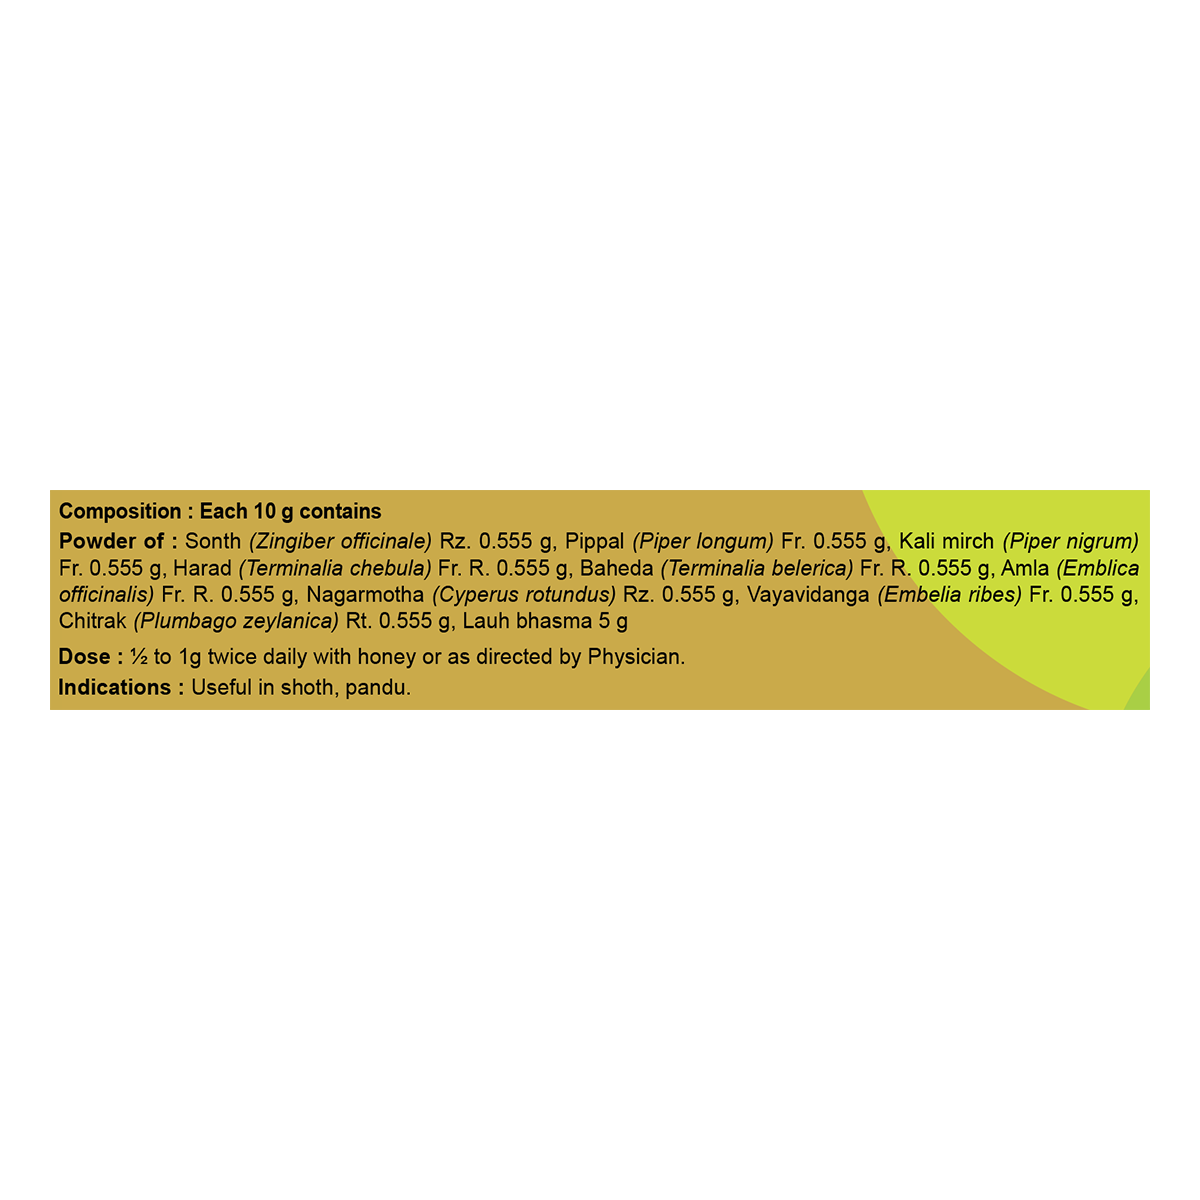 Composition : Each 10 g contains
Powder of : Sonth (Zingiber officinale) Rz. 0.555 g, Pippal (Piper longum) Fr. 0.555 g, Kali mirch (Piper nigrum)
Fr. 0.555 g, Harad (Terminalia chebula) Fr. R. 0.555 g, Baheda (Terminalia belerica) Fr. R. 0.555 g, Amla (Emblica
officinalis) Fr. R. 0.555 g, Nagarmotha (Cyperus rotundus) Rz. 0.555 g, Vayavidanga (Embelia ribes) Fr. 0.555 g,
Chitrak (Plumbago zeylanica) Rt. 0.555 g, Lauh bhasma 5 g
Dose : ½ to 1g twice daily with honey or as directed by Physician.
Indications : Useful in shoth, pandu.